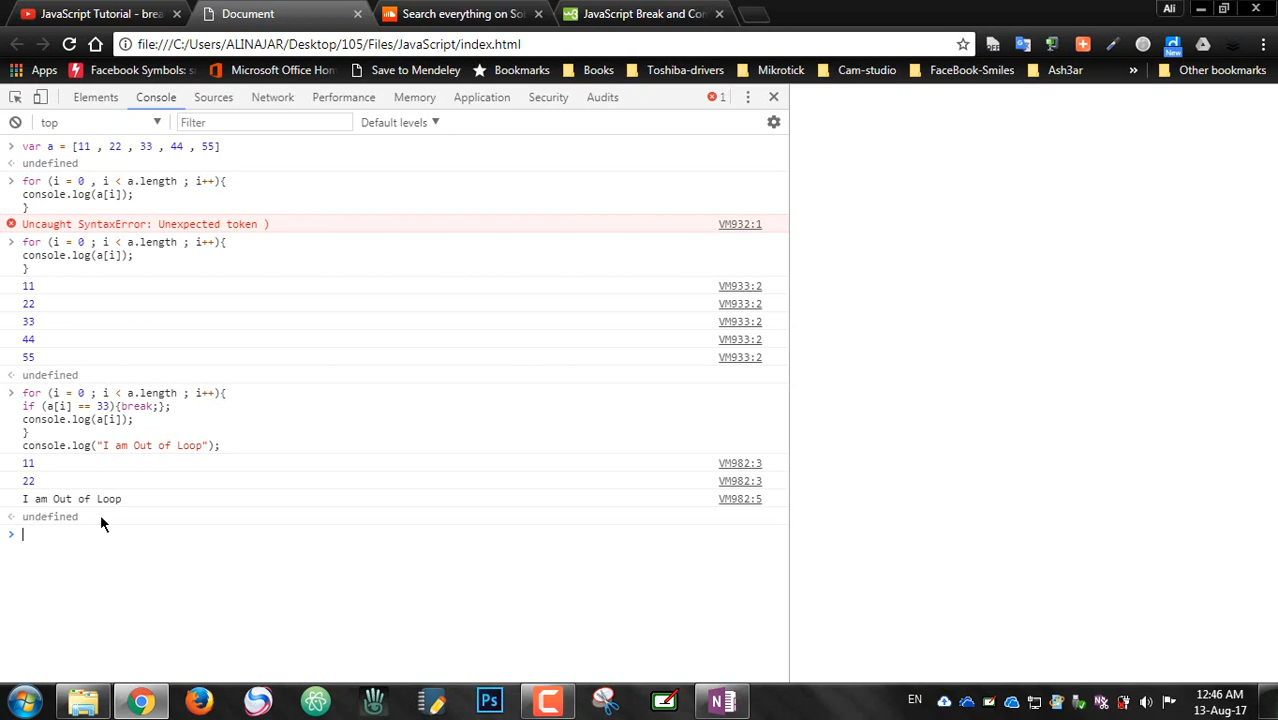 JavaScript Tutorial - brea
Document
Search everything on Sou
JavaScript Break and Con
Ali
file:///C:/Users/ALINAJAR/Desktop/105/Files/JavaScript/index.html
OFF
New
Apps
Facebook Symbols: s
Microsoft Office Hom
Save to Mendeley
Bookmarks
Books
Toshiba-drivers
Mikrotick
Cam-studio
FaceBook-Smiles
Ash3ar
»
Other bookmarks
Elements
Console
Sources
Network
Performance
Memory
Application
Security
Audits
1
top
Filter
Default levels
var a = [11 , 22 , 33 , 44 , 55]
undefined
for (i = 0 , i < a.length ; i++){
console.log(a[i]);
}
Uncaught SyntaxError: Unexpected token ) VM932:1
for (i = 0 ; i < a.length ; i++){
console.log(a[i]);
}
11 VM933:2
22 VM933:2
33 VM933:2
44 VM933:2
55 VM933:2
undefined
for (i = 0 ; i < a.length ; i++){
if (a[i] == 33){break;};
console.log(a[i]);
}
console.log("I am Out of Loop");
11 VM982:3
22 VM982:3
I am Out of Loop VM982:5
undefined
Ps
EN
12:46 AM
13-Aug-17